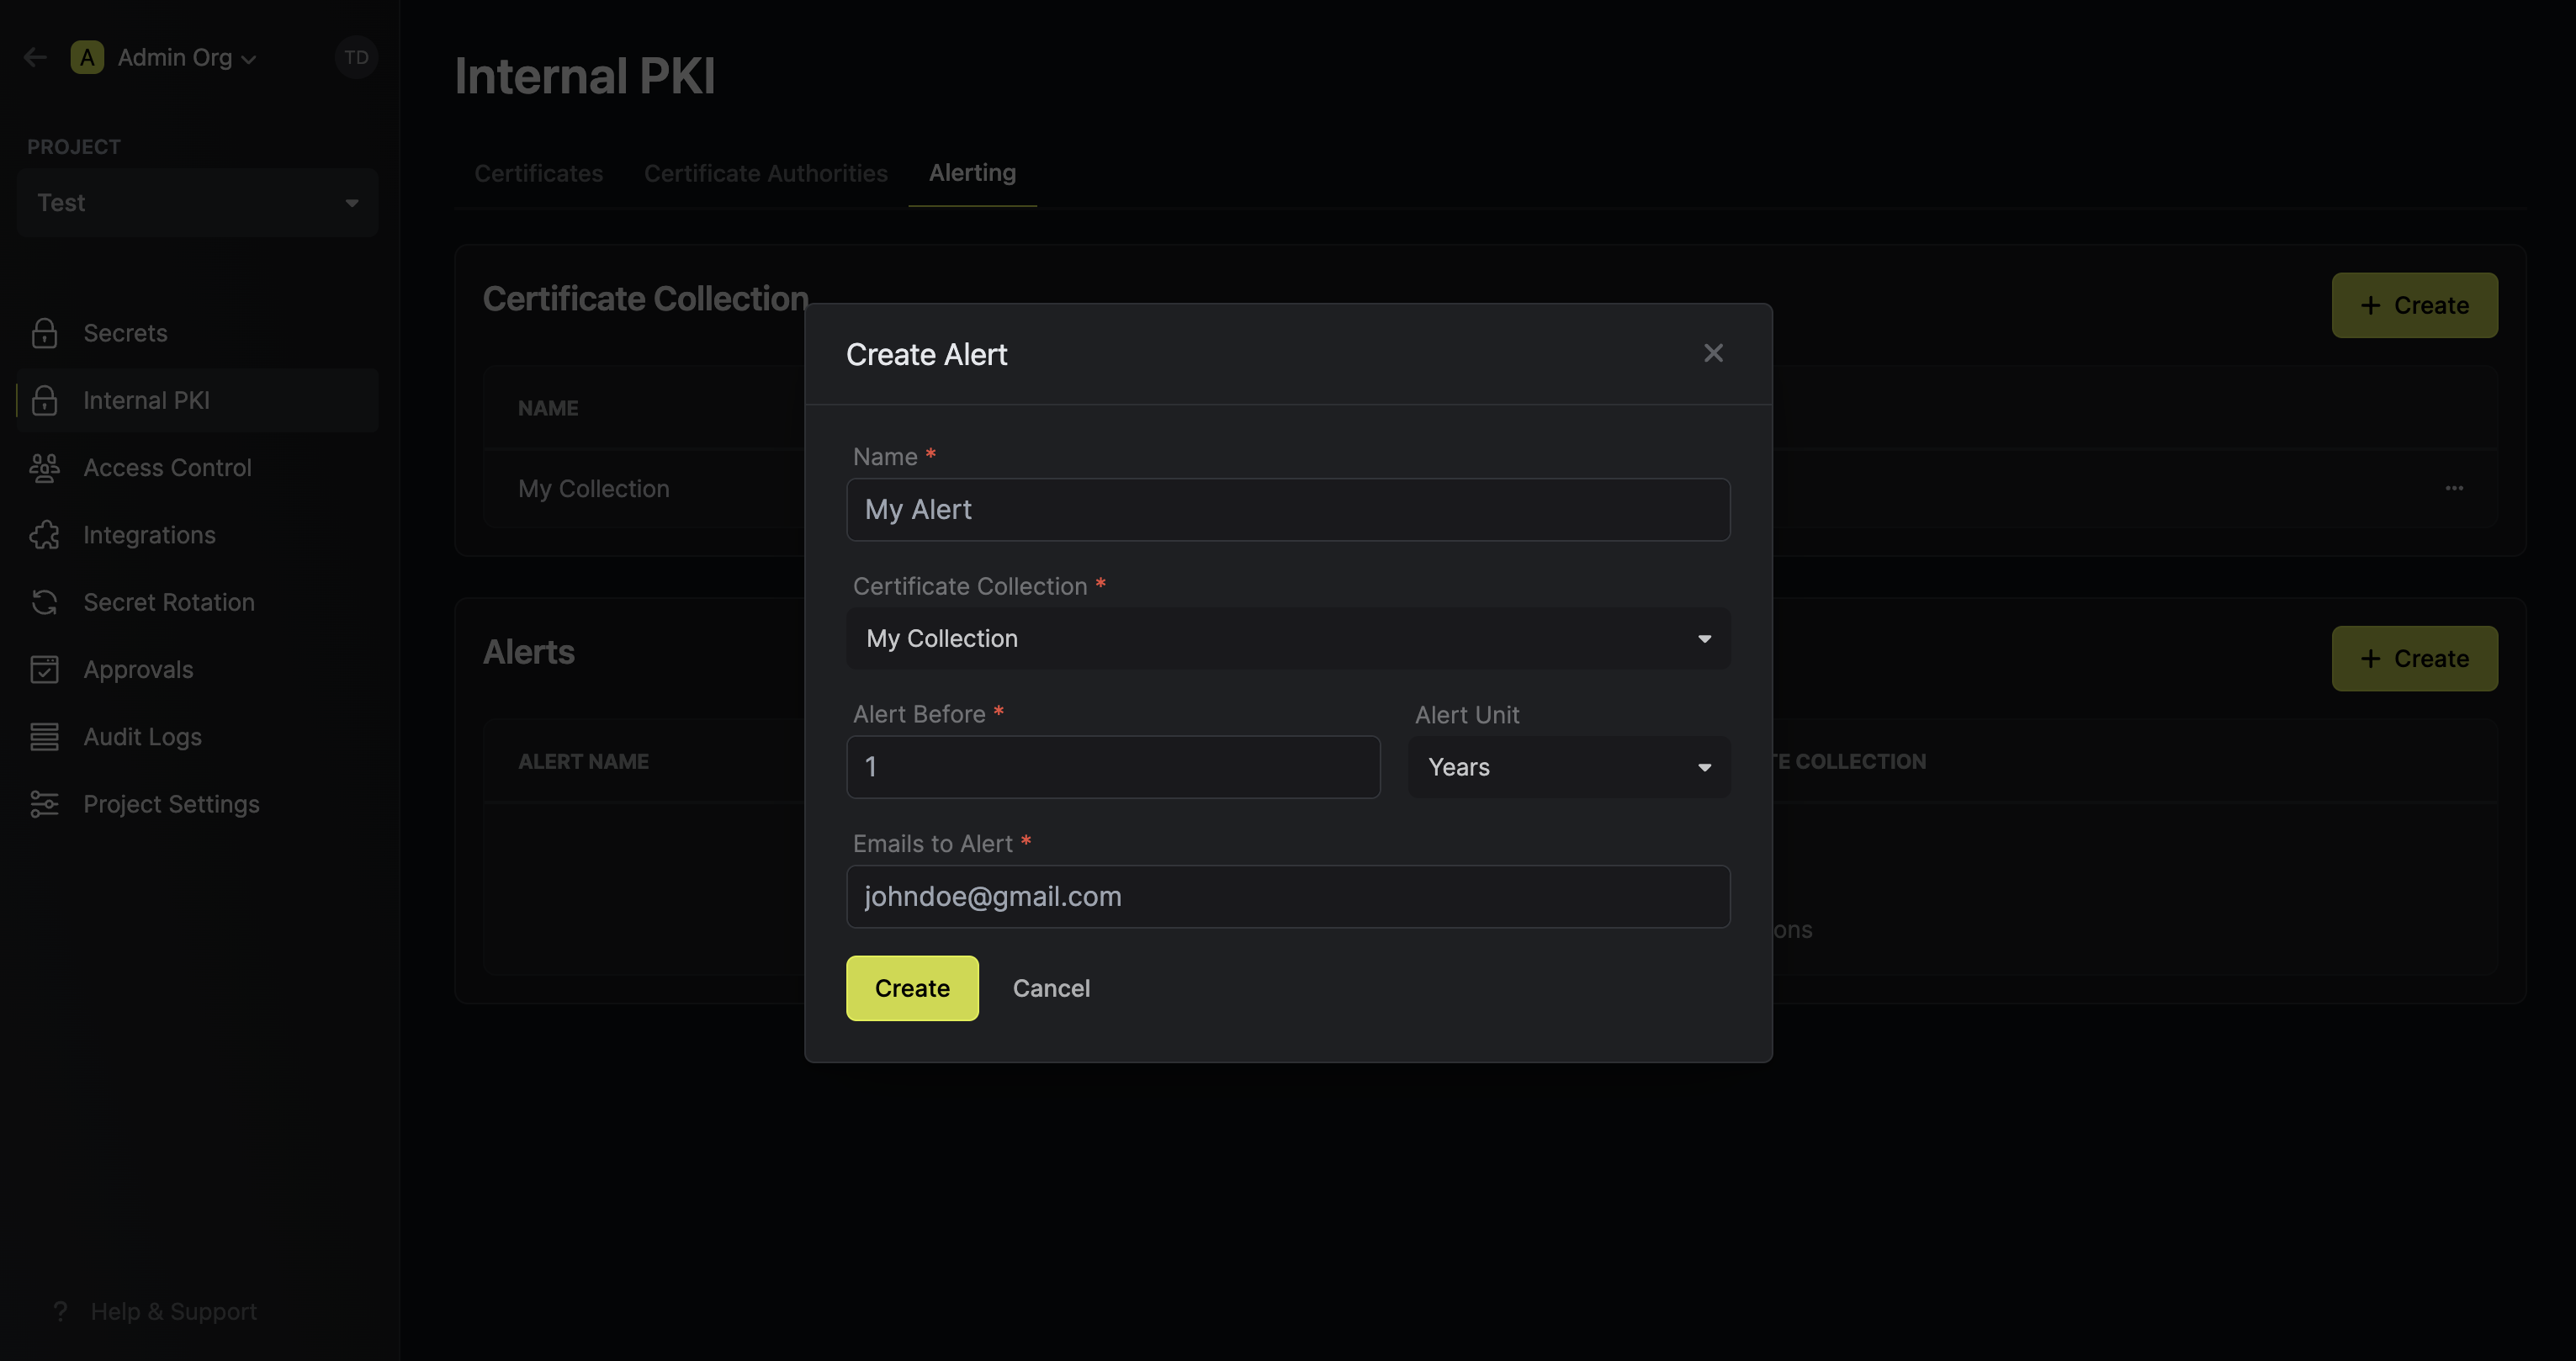 A Admin Org
TD
PROJECT
Test
Secrets
Internal PKI
Access Control
Integrations
Secret Rotation
Approvals
Audit Logs
Project Settings
? Help & Support
Internal PKI
Certificates Certificate Authorities Alerting
Certificate Collection
+ Create
NAME
My Collection
Alerts
+ Create
ALERT NAME
TE COLLECTION
ons
Create Alert
Name *
My Alert
Certificate Collection *
My Collection
Alert Before * Alert Unit
1 Years
Emails to Alert *
johndoe@gmail.com
Create Cancel